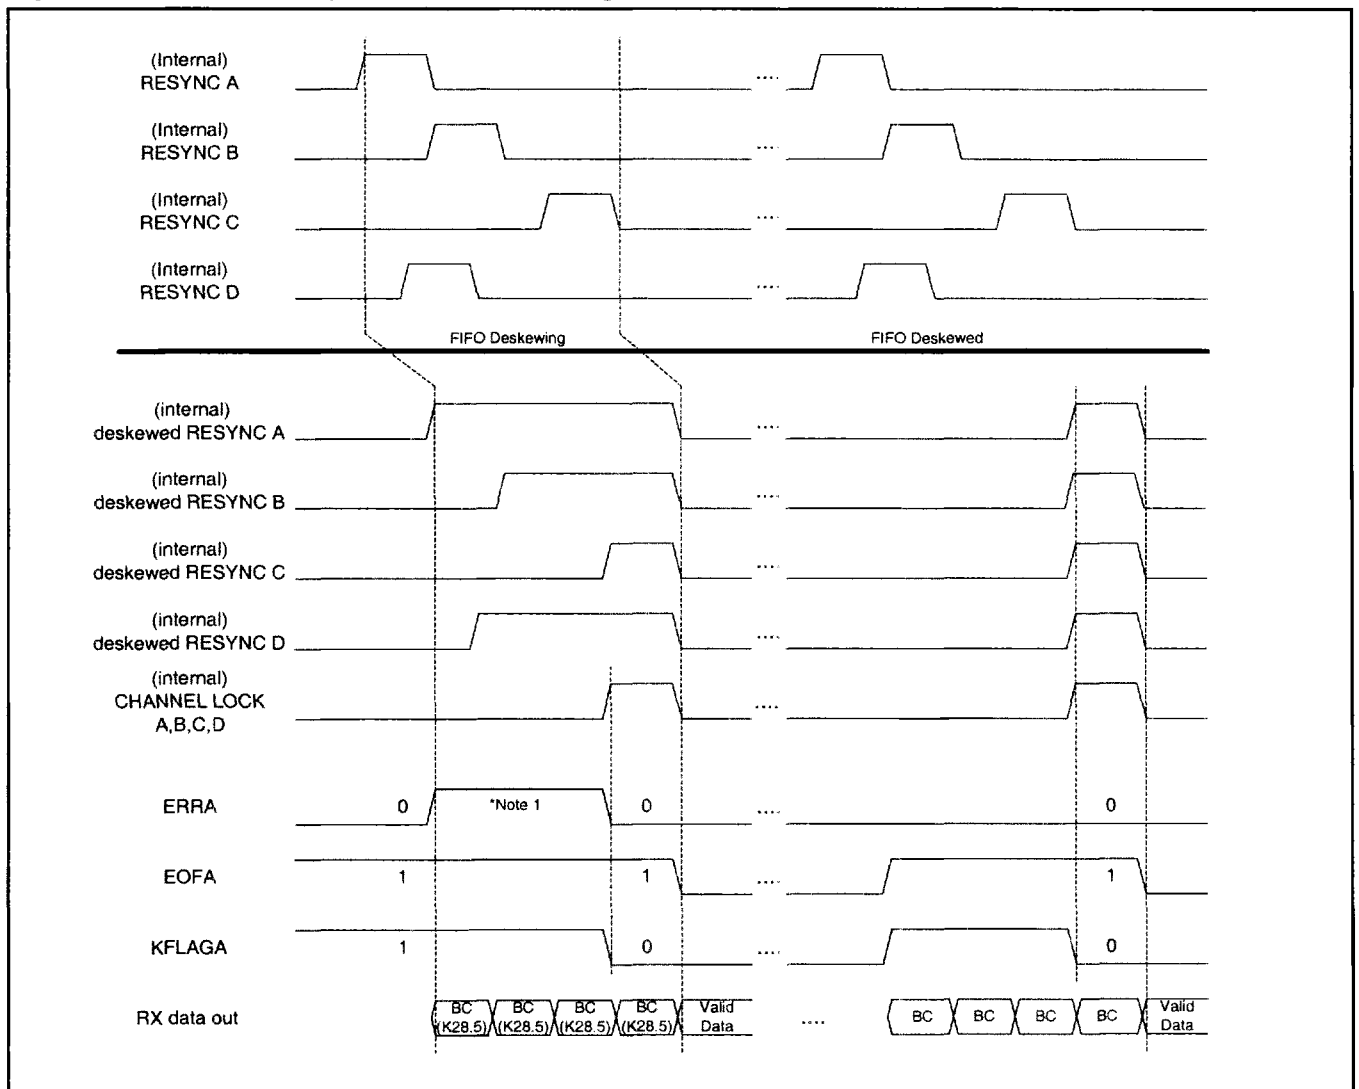 (Internal)
RESYNC A
....
(Internal)
RESYNC B
....
(Internal)
RESYNC C
....
(Internal)
RESYNC D
....
FIFO Deskewing
FIFO Deskewed
(internal)
deskewed RESYNC A
....
(internal)
deskewed RESYNC B
....
(internal)
deskewed RESYNC C
....
(internal)
deskewed RESYNC D
....
(internal)
CHANNEL LOCK
A,B,C,D
....
ERRA 0 *Note 1 0 .... 0
EOFA 1 1 .... 1
KFLAGA 1 0 .... 0
RX data out
BC (K28.5)
BC (K28.5)
BC (K28.5)
BC (K28.5)
Valid Data
....
BC
BC
BC
BC
Valid Data